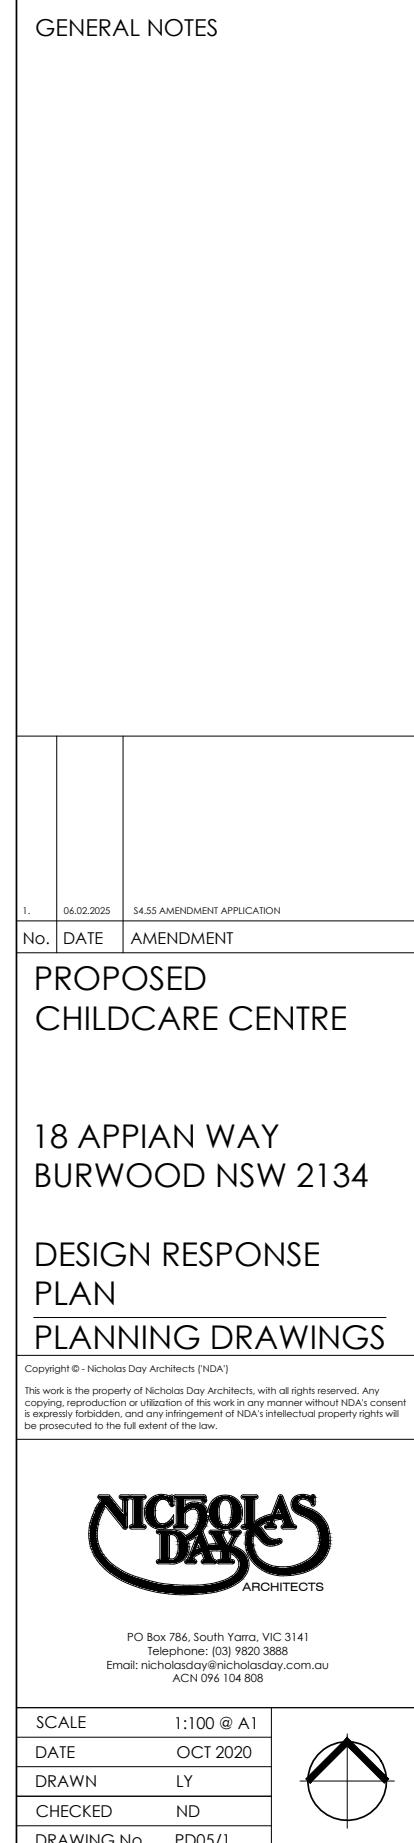 GENERAL NOTES
1. 06.02.2025 S4.55 AMENDMENT APPLICATION
No. DATE AMENDMENT
PROPOSED
CHILDCARE CENTRE
18 APPIAN WAY
BURWOOD NSW 2134
DESIGN RESPONSE
PLAN
PLANNING DRAWINGS
Copyright © - Nicholas Day Architects ('NDA')
This work is the property of Nicholas Day Architects, with all rights reserved. Any
copying, reproduction or utilization of this work in any manner without NDA's consent
is expressly forbidden, and any infringement of NDA's intellectual property rights will
be prosecuted to the full extent of the law.
NICHOLAS
DAY
ARCHITECTS
PO Box 786, South Yarra, VIC 3141
Telephone: (03) 9820 3888
Email: nicholasday@nicholasday.com.au
ACN 096 104 808
SCALE 1:100 @ A1
DATE OCT 2020
DRAWN LY
CHECKED ND
DRAWING No. PD05/1